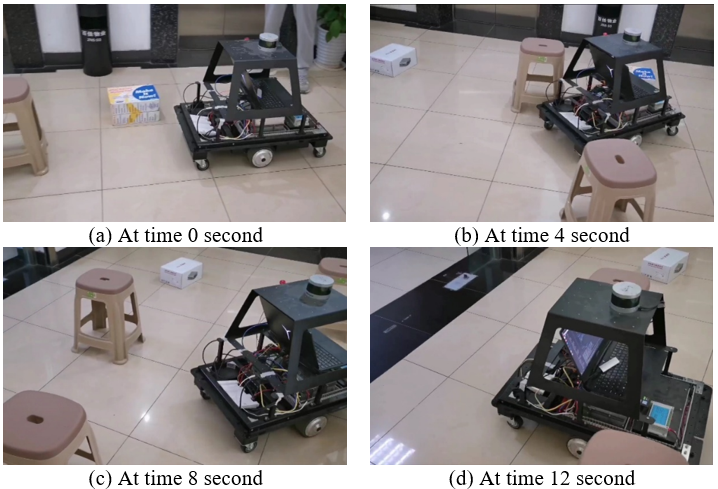 (a) At time 0 second
(b) At time 4 second
(c) At time 8 second
(d) At time 12 second